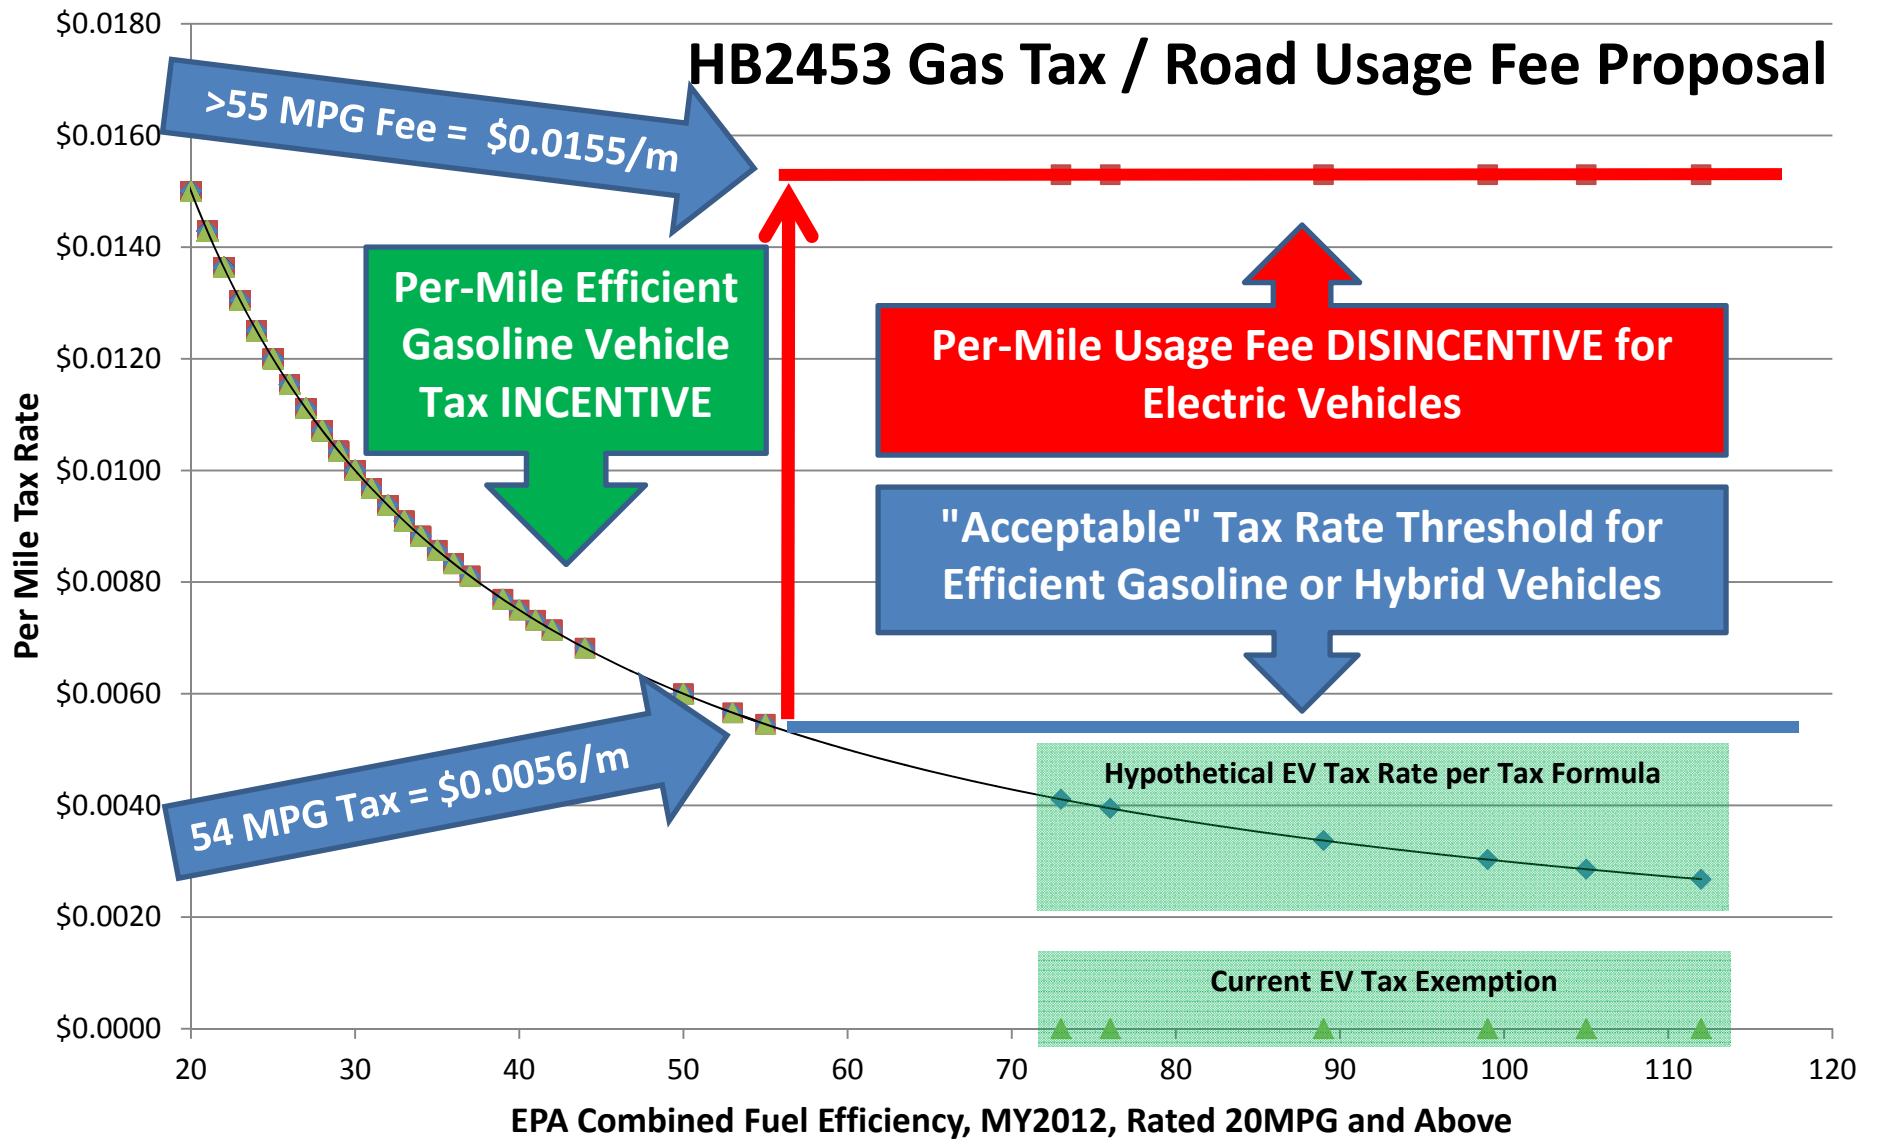 HB2453 Gas Tax / Road Usage Fee Proposal
>55 MPG Fee = $0.0155/m
Per-Mile Efficient
Gasoline Vehicle
Tax INCENTIVE
Per-Mile Usage Fee DISINCENTIVE for
Electric Vehicles
"Acceptable" Tax Rate Threshold for
Efficient Gasoline or Hybrid Vehicles
54 MPG Tax = $0.0056/m
Hypothetical EV Tax Rate per Tax Formula
Current EV Tax Exemption
Per Mile Tax Rate
$0.0180
$0.0160
$0.0140
$0.0120
$0.0100
$0.0080
$0.0060
$0.0040
$0.0020
$0.0000
20 30 40 50 60 70 80 90 100 110 120
EPA Combined Fuel Efficiency, MY2012, Rated 20MPG and Above